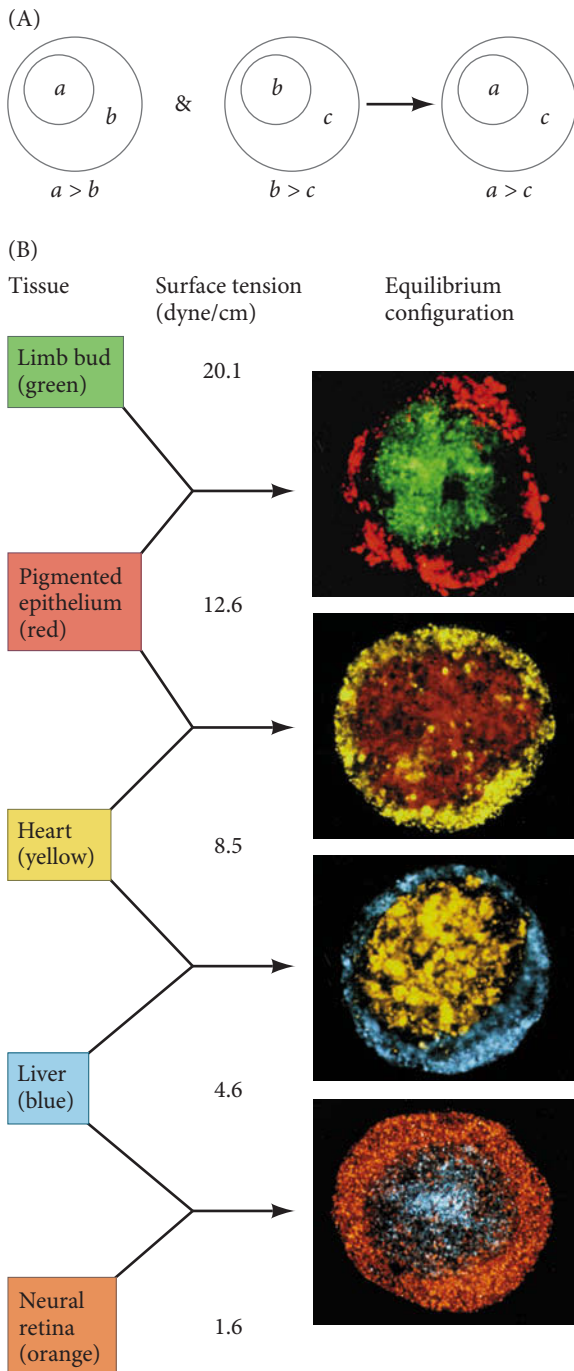 (A)
a
b
&
b
c
a
c
a > b
b > c
a > c
(B)
Tissue
Surface tension
(dyne/cm)
Equilibrium
configuration
Limb bud
(green)
20.1
Pigmented
epithelium
(red)
12.6
Heart
(yellow)
8.5
Liver
(blue)
4.6
Neural
retina
(orange)
1.6